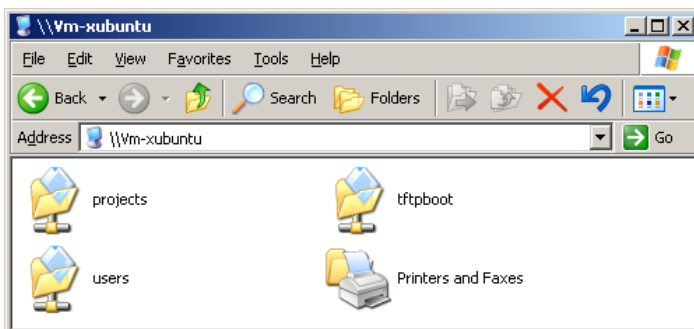 \\Vm-xubuntu
File Edit View Favorites Tools Help
Back Search Folders
Address \\Vm-xubuntu Go
projects tftpboot
users Printers and Faxes